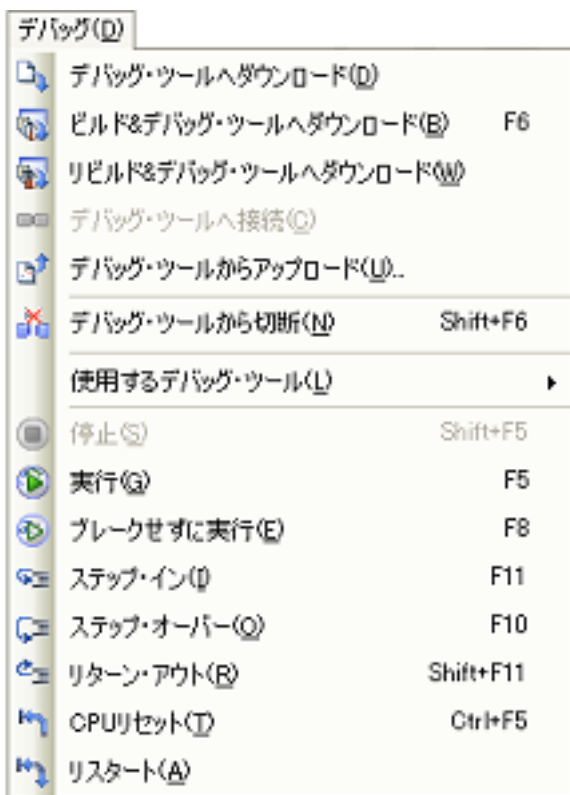 デバッグ(D)
デバッグ・ツールへダウンロード(D)
ビルド&デバッグ・ツールへダウンロード(B) F6
リビルド&デバッグ・ツールへダウンロード(W)
デバッグ・ツールへ接続(C)
デバッグ・ツールからアップロード(U)...
デバッグ・ツールから切断(N) Shift+F6
使用するデバッグ・ツール(L)
停止(S) Shift+F5
実行(G) F5
ブレークせずに実行(E) F8
ステップ・イン(I) F11
ステップ・オーバー(O) F10
リターン・アウト(R) Shift+F11
CPUリセット(T) Ctrl+F5
リスタート(A)